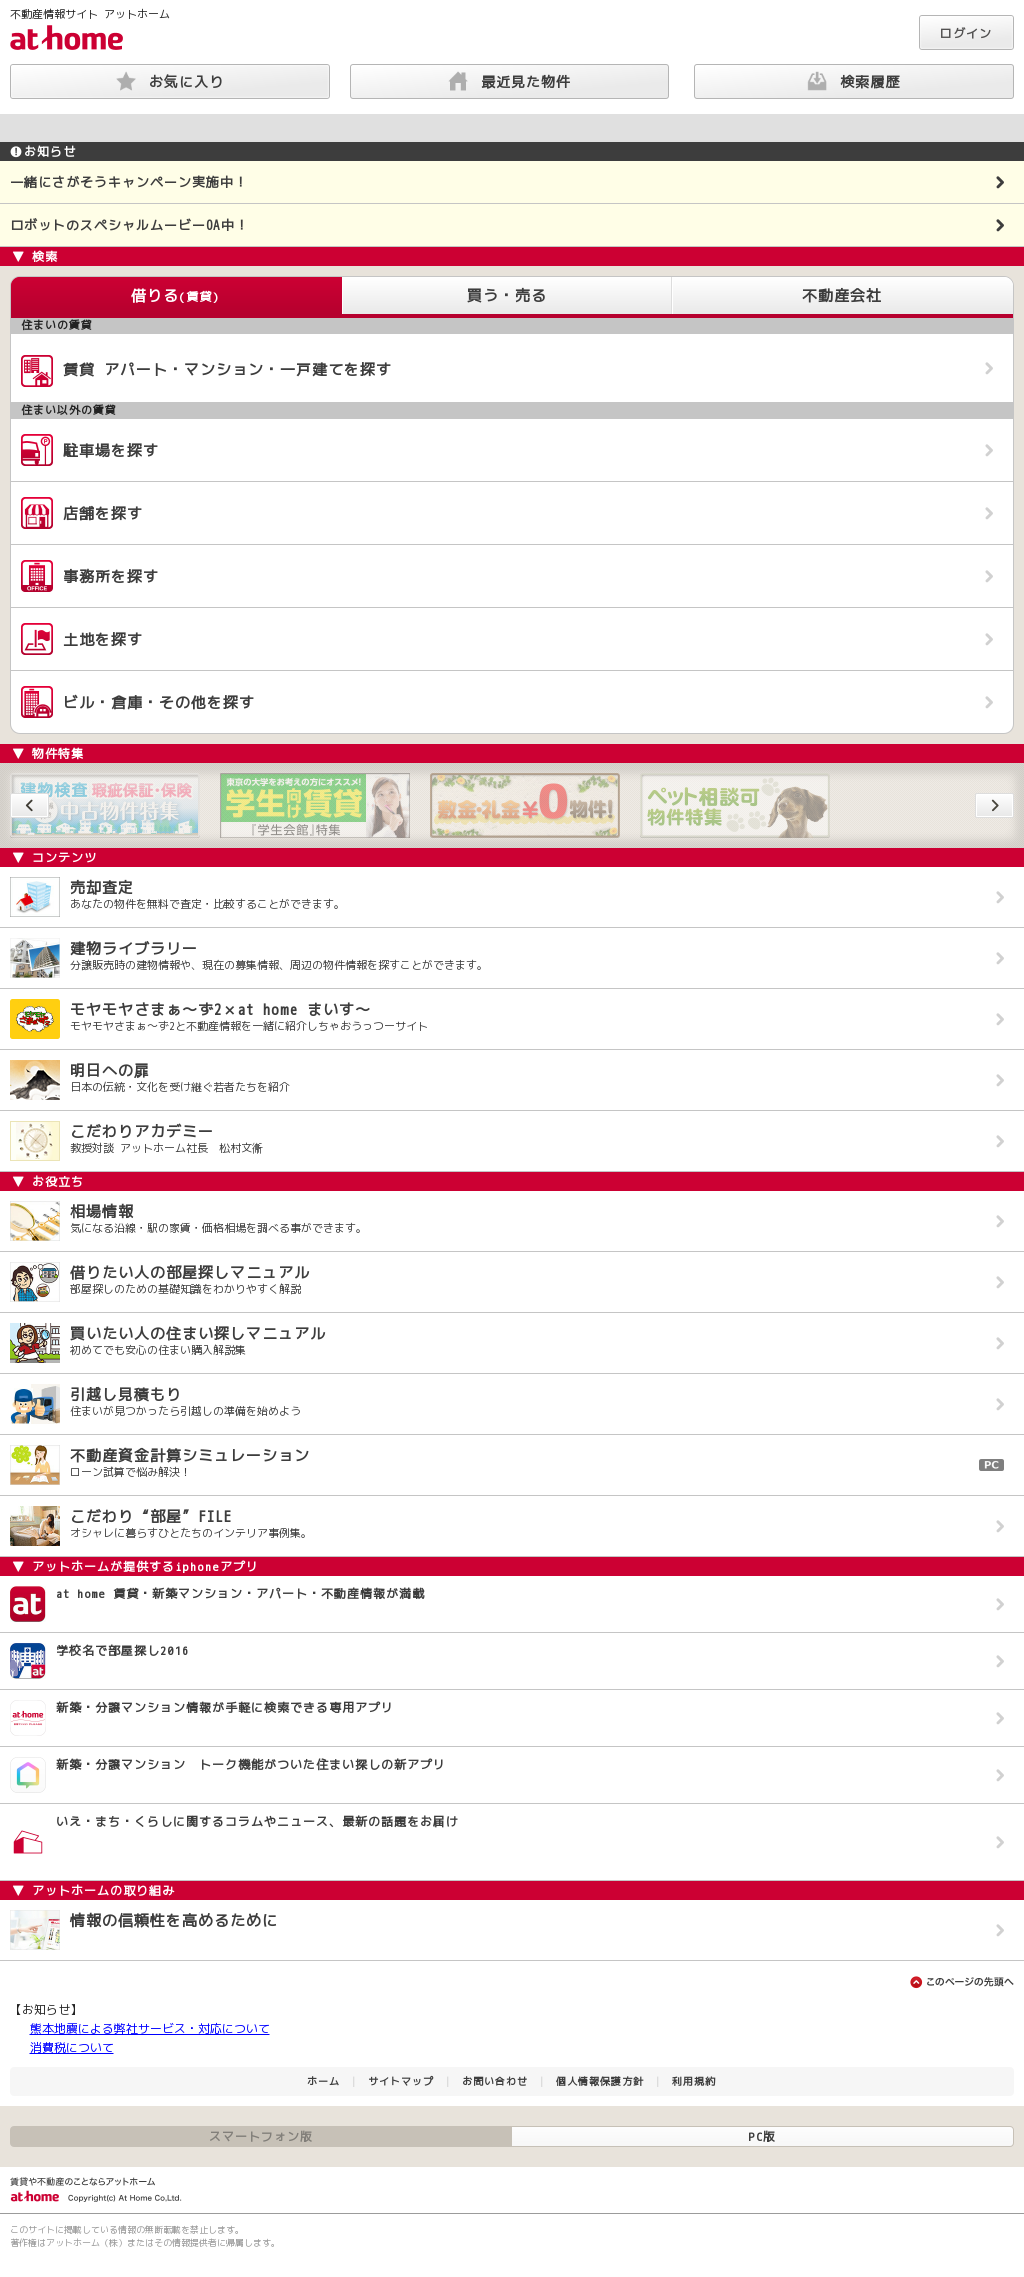 不動産情報サイト アットホーム
at home
ログイン
お気に入り
最近見た物件
検索履歴
お知らせ
一緒にさがそうキャンペーン実施中！
ロボットのスペシャルムービーOA中！
▼ 検索
借りる(賃貸)
買う・売る
不動産会社
住まいの賃貸
賃貸 アパート・マンション・一戸建てを探す
住まい以外の賃貸
駐車場を探す
店舗を探す
OFFICE
事務所を探す
土地を探す
ビル・倉庫・その他を探す
▼ 物件特集
建物検査 瑕疵保証・保険
中古物件特集
東京の大学をお考えの方にオススメ!
学生向け賃貸
『学生会館』特集
敷金・礼金¥0物件!
ペット相談可
物件特集
▼ コンテンツ
売却査定
あなたの物件を無料で査定・比較することができます。
建物ライブラリー
分譲販売時の建物情報や、現在の募集情報、周辺の物件情報を探すことができます。
モヤモヤさまぁ～ず2×at home まいす～
モヤモヤさまぁ～ず2と不動産情報を一緒に紹介しちゃおうっつーサイト
明日への扉
日本の伝統・文化を受け継ぐ若者たちを紹介
こだわりアカデミー
教授対談 アットホーム社長　松村文衞
▼ お役立ち
相場情報
気になる沿線・駅の家賃・価格相場を調べる事ができます。
借りたい人の部屋探しマニュアル
部屋探しのための基礎知識をわかりやすく解説
買いたい人の住まい探しマニュアル
初めてでも安心の住まい購入解説集
引越し見積もり
住まいが見つかったら引越しの準備を始めよう
不動産資金計算シミュレーション
ローン試算で悩み解決！
PC
こだわり“部屋”FILE
オシャレに暮らすひとたちのインテリア事例集。
▼ アットホームが提供するiphoneアプリ
at
at home 賃貸・新築マンション・アパート・不動産情報が満載
at
学校名で部屋探し2016
at home
新築・分譲マンション情報が手軽に検索できる専用アプリ
新築・分譲マンション　トーク機能がついた住まい探しの新アプリ
いえ・まち・くらしに関するコラムやニュース、最新の話題をお届け
▼ アットホームの取り組み
情報の信頼性を高めるために
このページの先頭へ
【お知らせ】
熊本地震による弊社サービス・対応について
消費税について
ホーム | サイトマップ | お問い合わせ | 個人情報保護方針 | 利用規約
スマートフォン版
PC版
賃貸や不動産のことならアットホーム
at home Copyright(c) At Home Co.,Ltd.
このサイトに掲載している情報の無断転載を禁止します。
著作権はアットホーム（株）またはその情報提供者に帰属します。